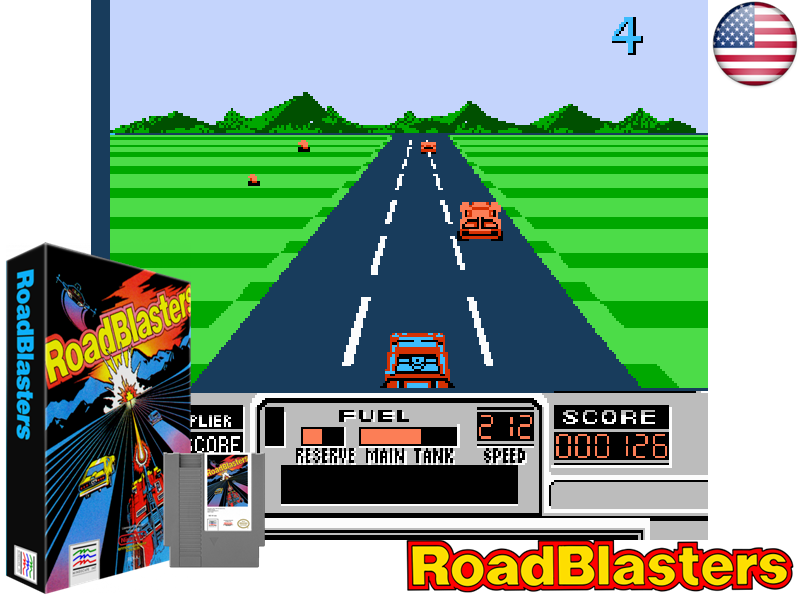 4
RoadBlasters
RoadBlasters
RoadBlasters
PLIER
SCORE
FUEL
RESERVE MAIN TANK
212
SPEED
SCORE
000126
RoadBlasters